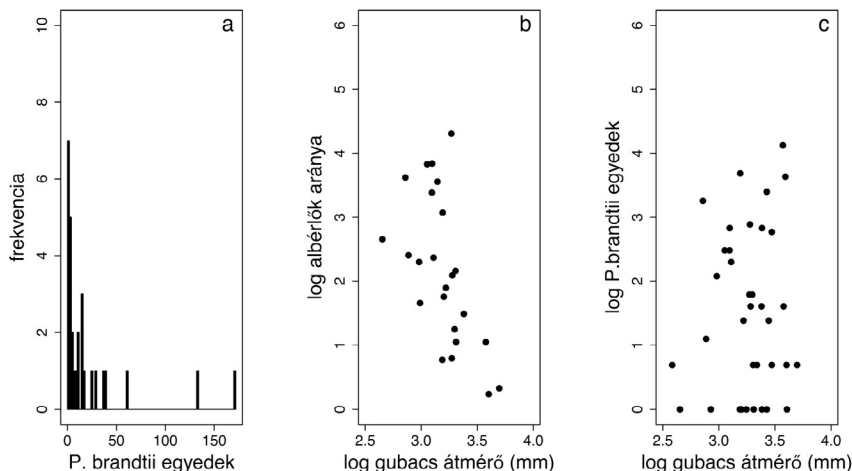 a
frekvencia
10
8
6
4
2
0
0 50 100 150
P. brandtii egyedek
b
log albérlők aránya
6
5
4
3
2
1
0
2.5 3.0 3.5 4.0
log gubacs átmérő (mm)
c
log P.brandtii egyedek
6
5
4
3
2
1
0
2.5 3.0 3.5 4.0
log gubacs átmérő (mm)